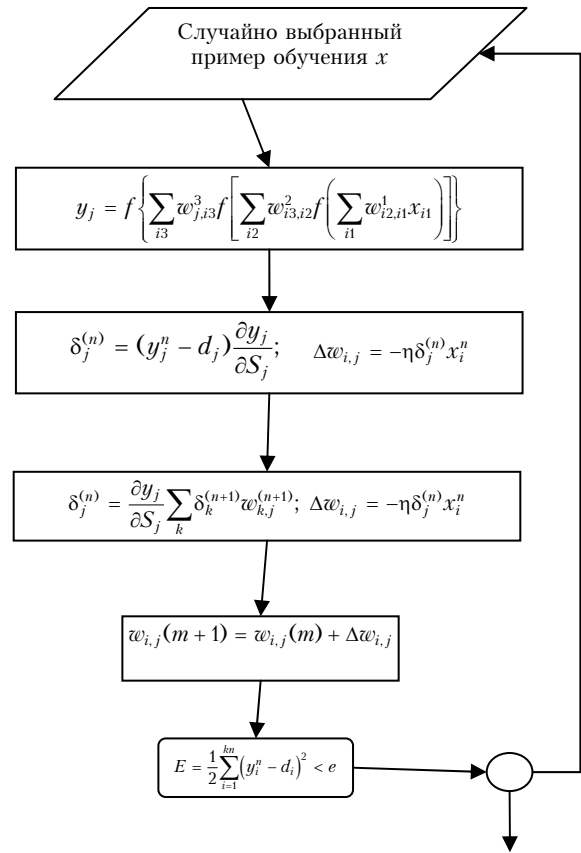 Случайно выбранный
пример обучения x
y_j = f{∑_{i3} w^3_{j,i3} f[∑_{i2} w^2_{i3,i2} f(∑_{i1} w^1_{i2,i1} x_{i1})]}
δ_j^{(n)} = (y_j^n − d_j) ∂y_j/∂S_j; Δw_{i,j} = −ηδ_j^{(n)} x_i^n
δ_j^{(n)} = ∂y_j/∂S_j ∑_k δ_k^{(n+1)} w_{k,j}^{(n+1)}; Δw_{i,j} = −ηδ_j^{(n)} x_i^n
w_{i,j}(m + 1) = w_{i,j}(m) + Δw_{i,j}
E = 1/2 ∑_{i=1}^{kn} (y_i^n − d_i)^2 < e